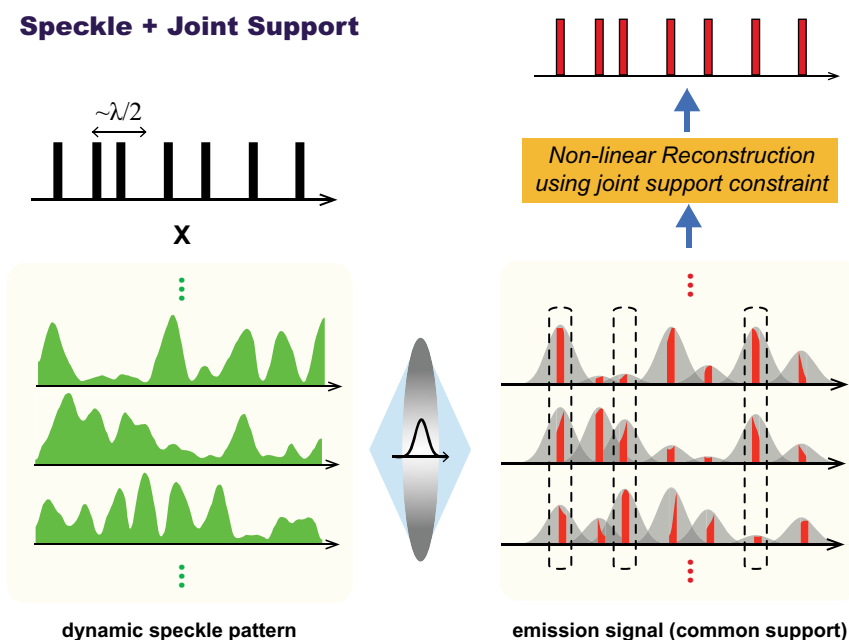 Speckle + Joint Support
~λ/2
X
Non-linear Reconstruction
using joint support constraint
dynamic speckle pattern
emission signal (common support)